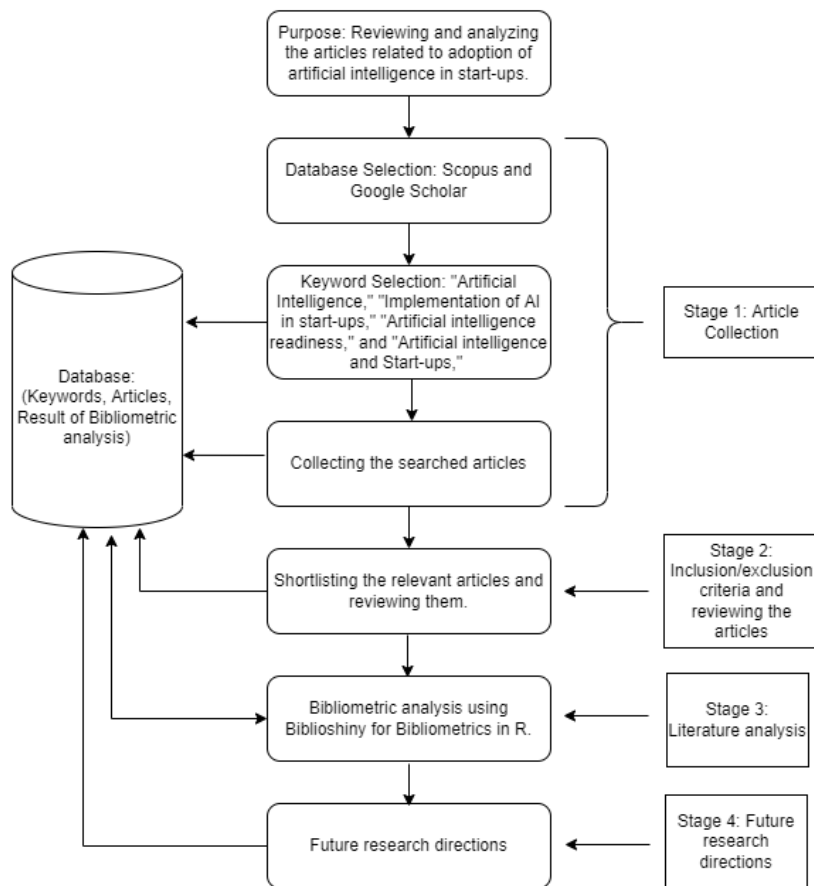 Purpose: Reviewing and analyzing
the articles related to adoption of
artificial intelligence in start-ups.
Database Selection: Scopus and
Google Scholar
Keyword Selection: "Artificial
Intelligence," "Implementation of AI
in start-ups," "Artificial intelligence
readiness," and "Artificial intelligence
and Start-ups,"
Stage 1: Article
Collection
Database:
(Keywords, Articles,
Result of Bibliometric
analysis)
Collecting the searched articles
Shortlisting the relevant articles and
reviewing them.
Stage 2:
Inclusion/exclusion
criteria and
reviewing the
articles
Bibliometric analysis using
Biblioshiny for Bibliometrics in R.
Stage 3:
Literature analysis
Future research directions
Stage 4: Future
research
directions